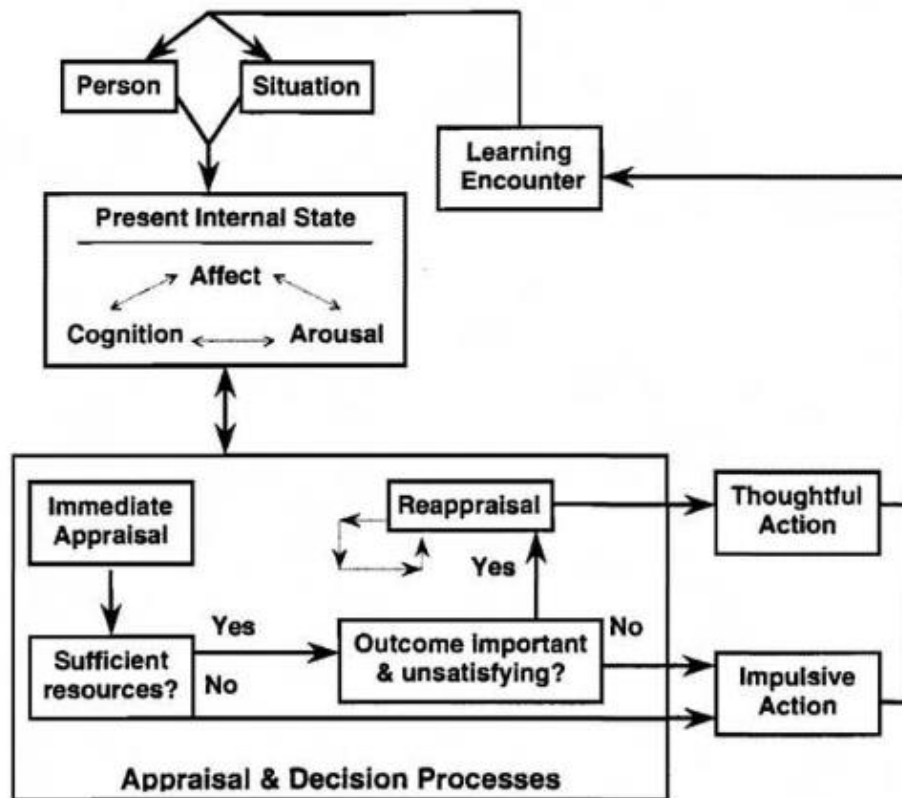 Person
Situation
Learning
Encounter
Present Internal State
Affect
Cognition
Arousal
Immediate
Appraisal
Reappraisal
Thoughtful
Action
Yes
Yes
No
Sufficient
resources?
No
Outcome important
& unsatisfying?
Impulsive
Action
Appraisal & Decision Processes